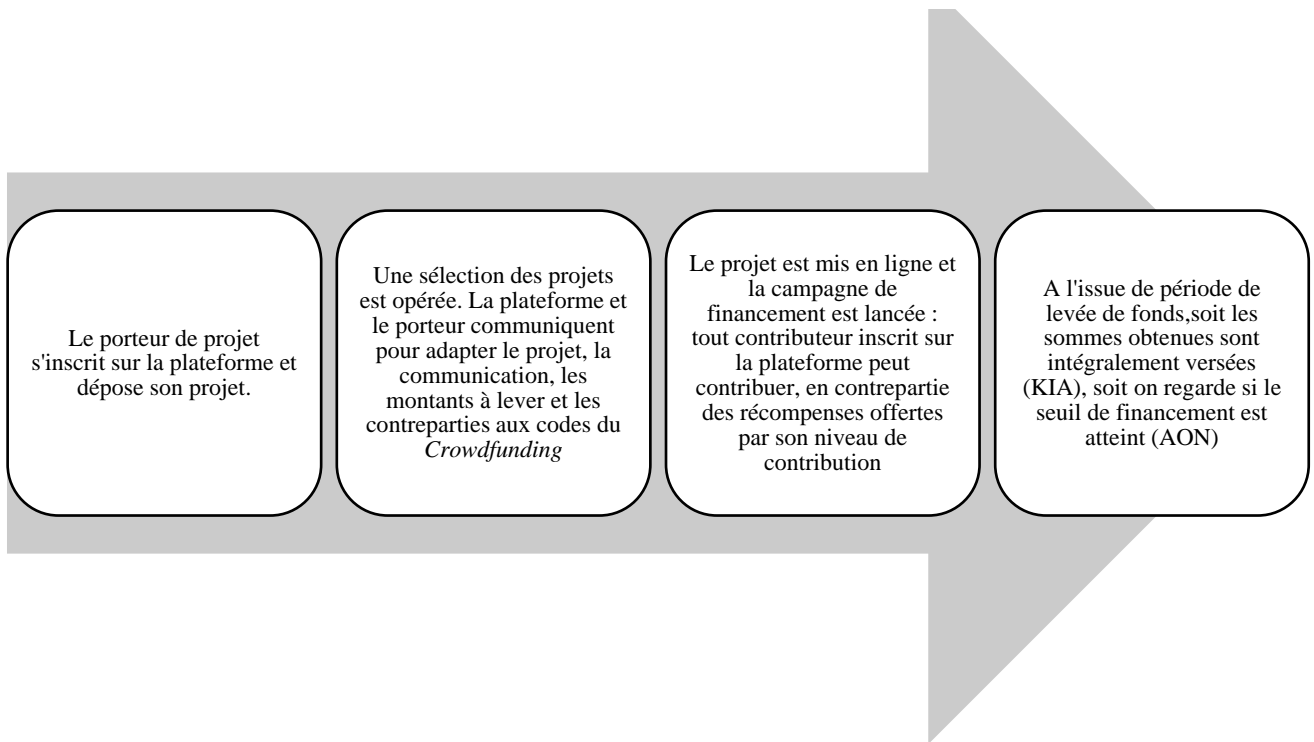 Le porteur de projet
s'inscrit sur la plateforme et
dépose son projet.
Une sélection des projets
est opérée. La plateforme et
le porteur communiquent
pour adapter le projet, la
communication, les
montants à lever et les
contreparties aux codes du
Crowdfunding
Le projet est mis en ligne et
la campagne de
financement est lancée :
tout contributeur inscrit sur
la plateforme peut
contribuer, en contrepartie
des récompenses offertes
par son niveau de
contribution
A l'issue de période de
levée de fonds,soit les
sommes obtenues sont
intégralement versées
(KIA), soit on regarde si le
seuil de financement est
atteint (AON)